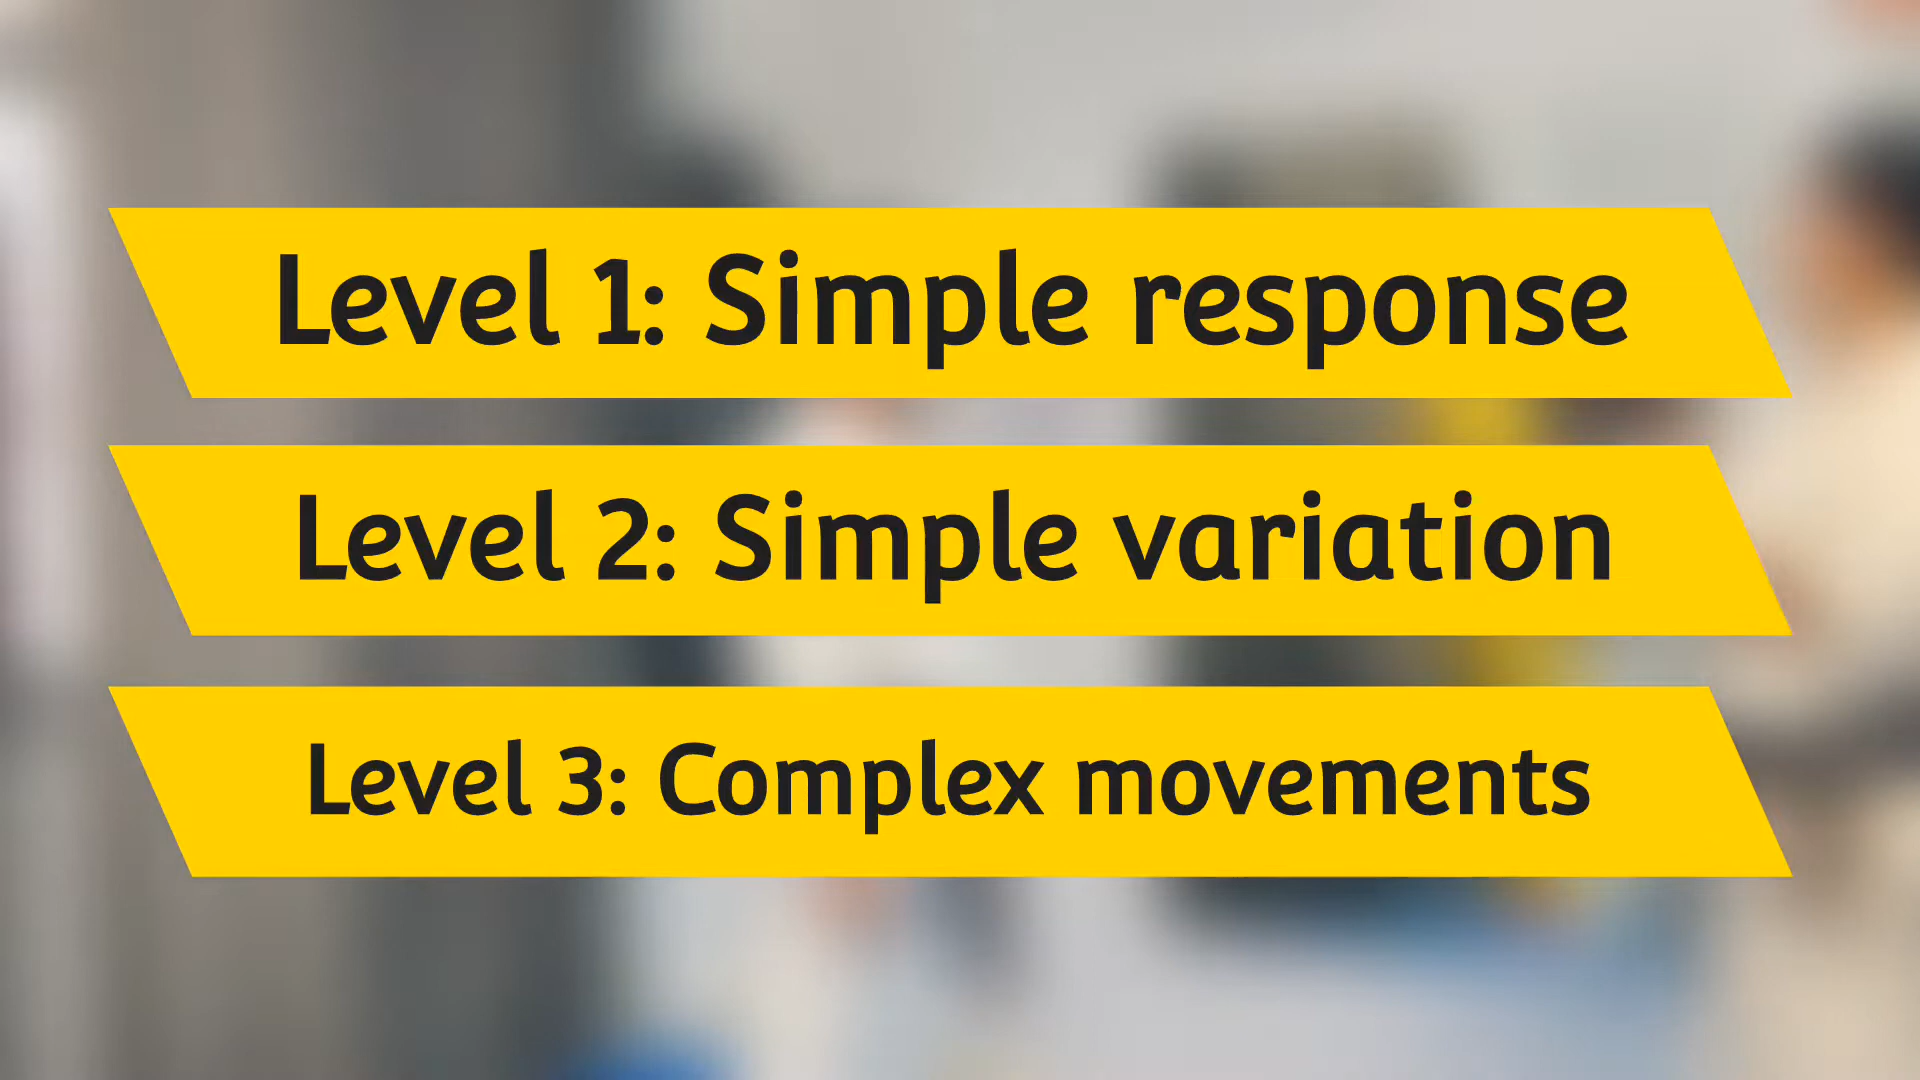 Level 1: Simple response
Level 2: Simple variation
Level 3: Complex movements